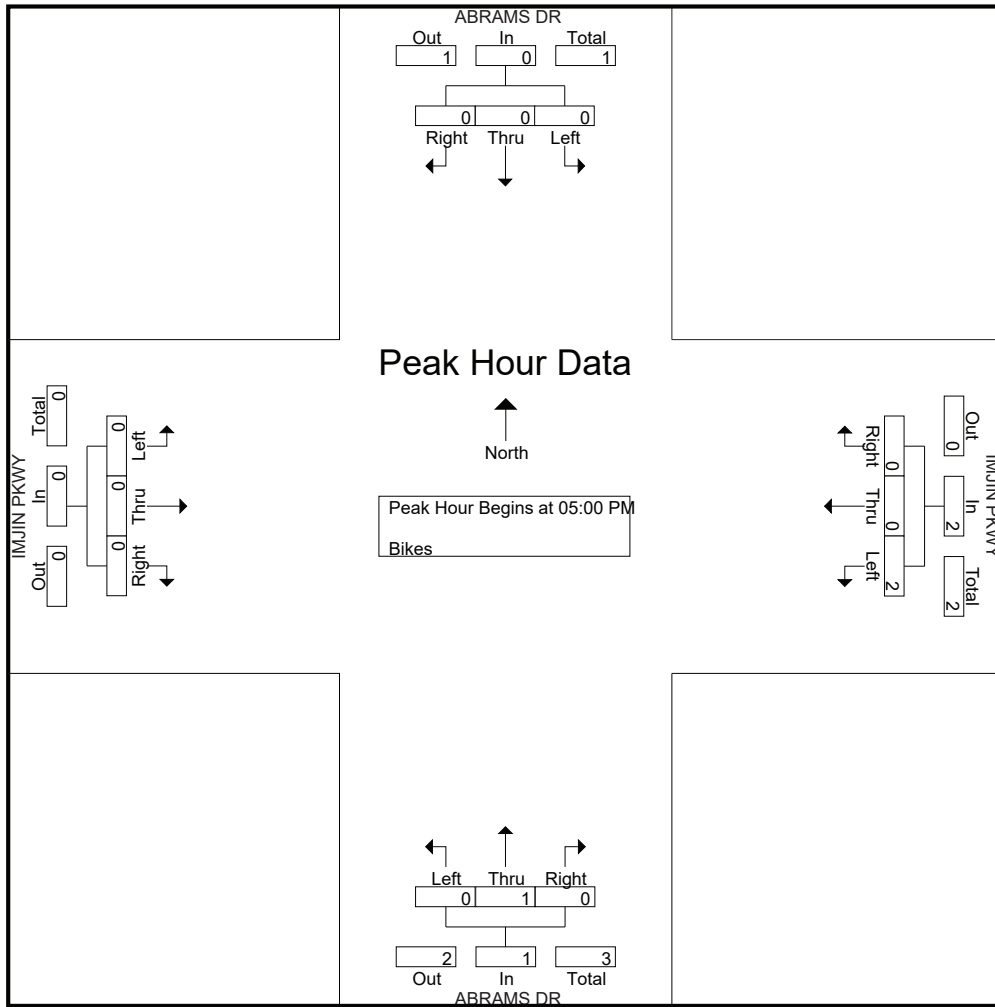 ABRAMS DR
Out In Total
1 0 1
0 0 0
Right Thru Left
Peak Hour Data
North
Peak Hour Begins at 05:00 PM
Bikes
IMJIN PKWY
Out In Total
0 0 0
0 0 0
Right Thru Left
IMJIN PKWY
Out In Total
0 2 2
Right Thru Left
0 0 2
Left Thru Right
0 1 0
2 1 3
Out In Total
ABRAMS DR